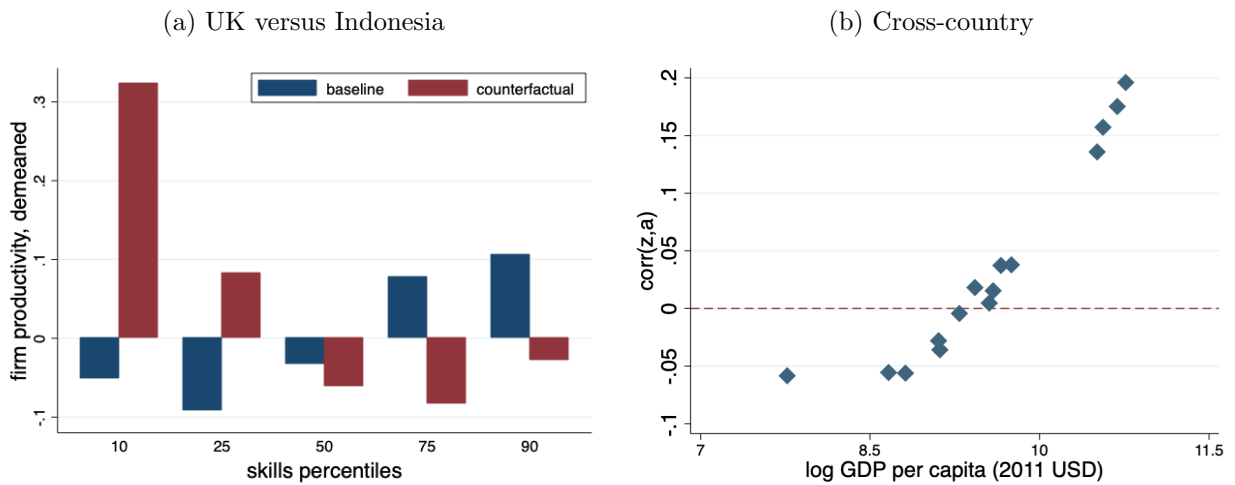 (a) UK versus Indonesia
baseline
counterfactual
firm productivity, demeaned
.3
.2
.1
0
-.1
10 25 50 75 90
skills percentiles
(b) Cross-country
corr(z,a)
.2
.15
.1
.05
0
-.05
-.1
7 8.5 10 11.5
log GDP per capita (2011 USD)